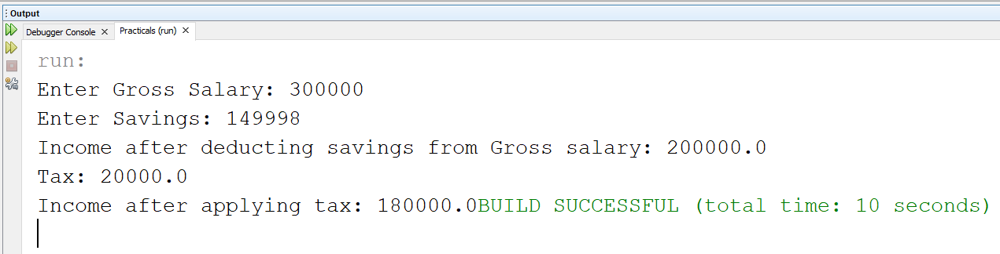 Output
Debugger Console
Practicals (run)
run:
Enter Gross Salary: 300000
Enter Savings: 149998
Income after deducting savings from Gross salary: 200000.0
Tax: 20000.0
Income after applying tax: 180000.0BUILD SUCCESSFUL (total time: 10 seconds)